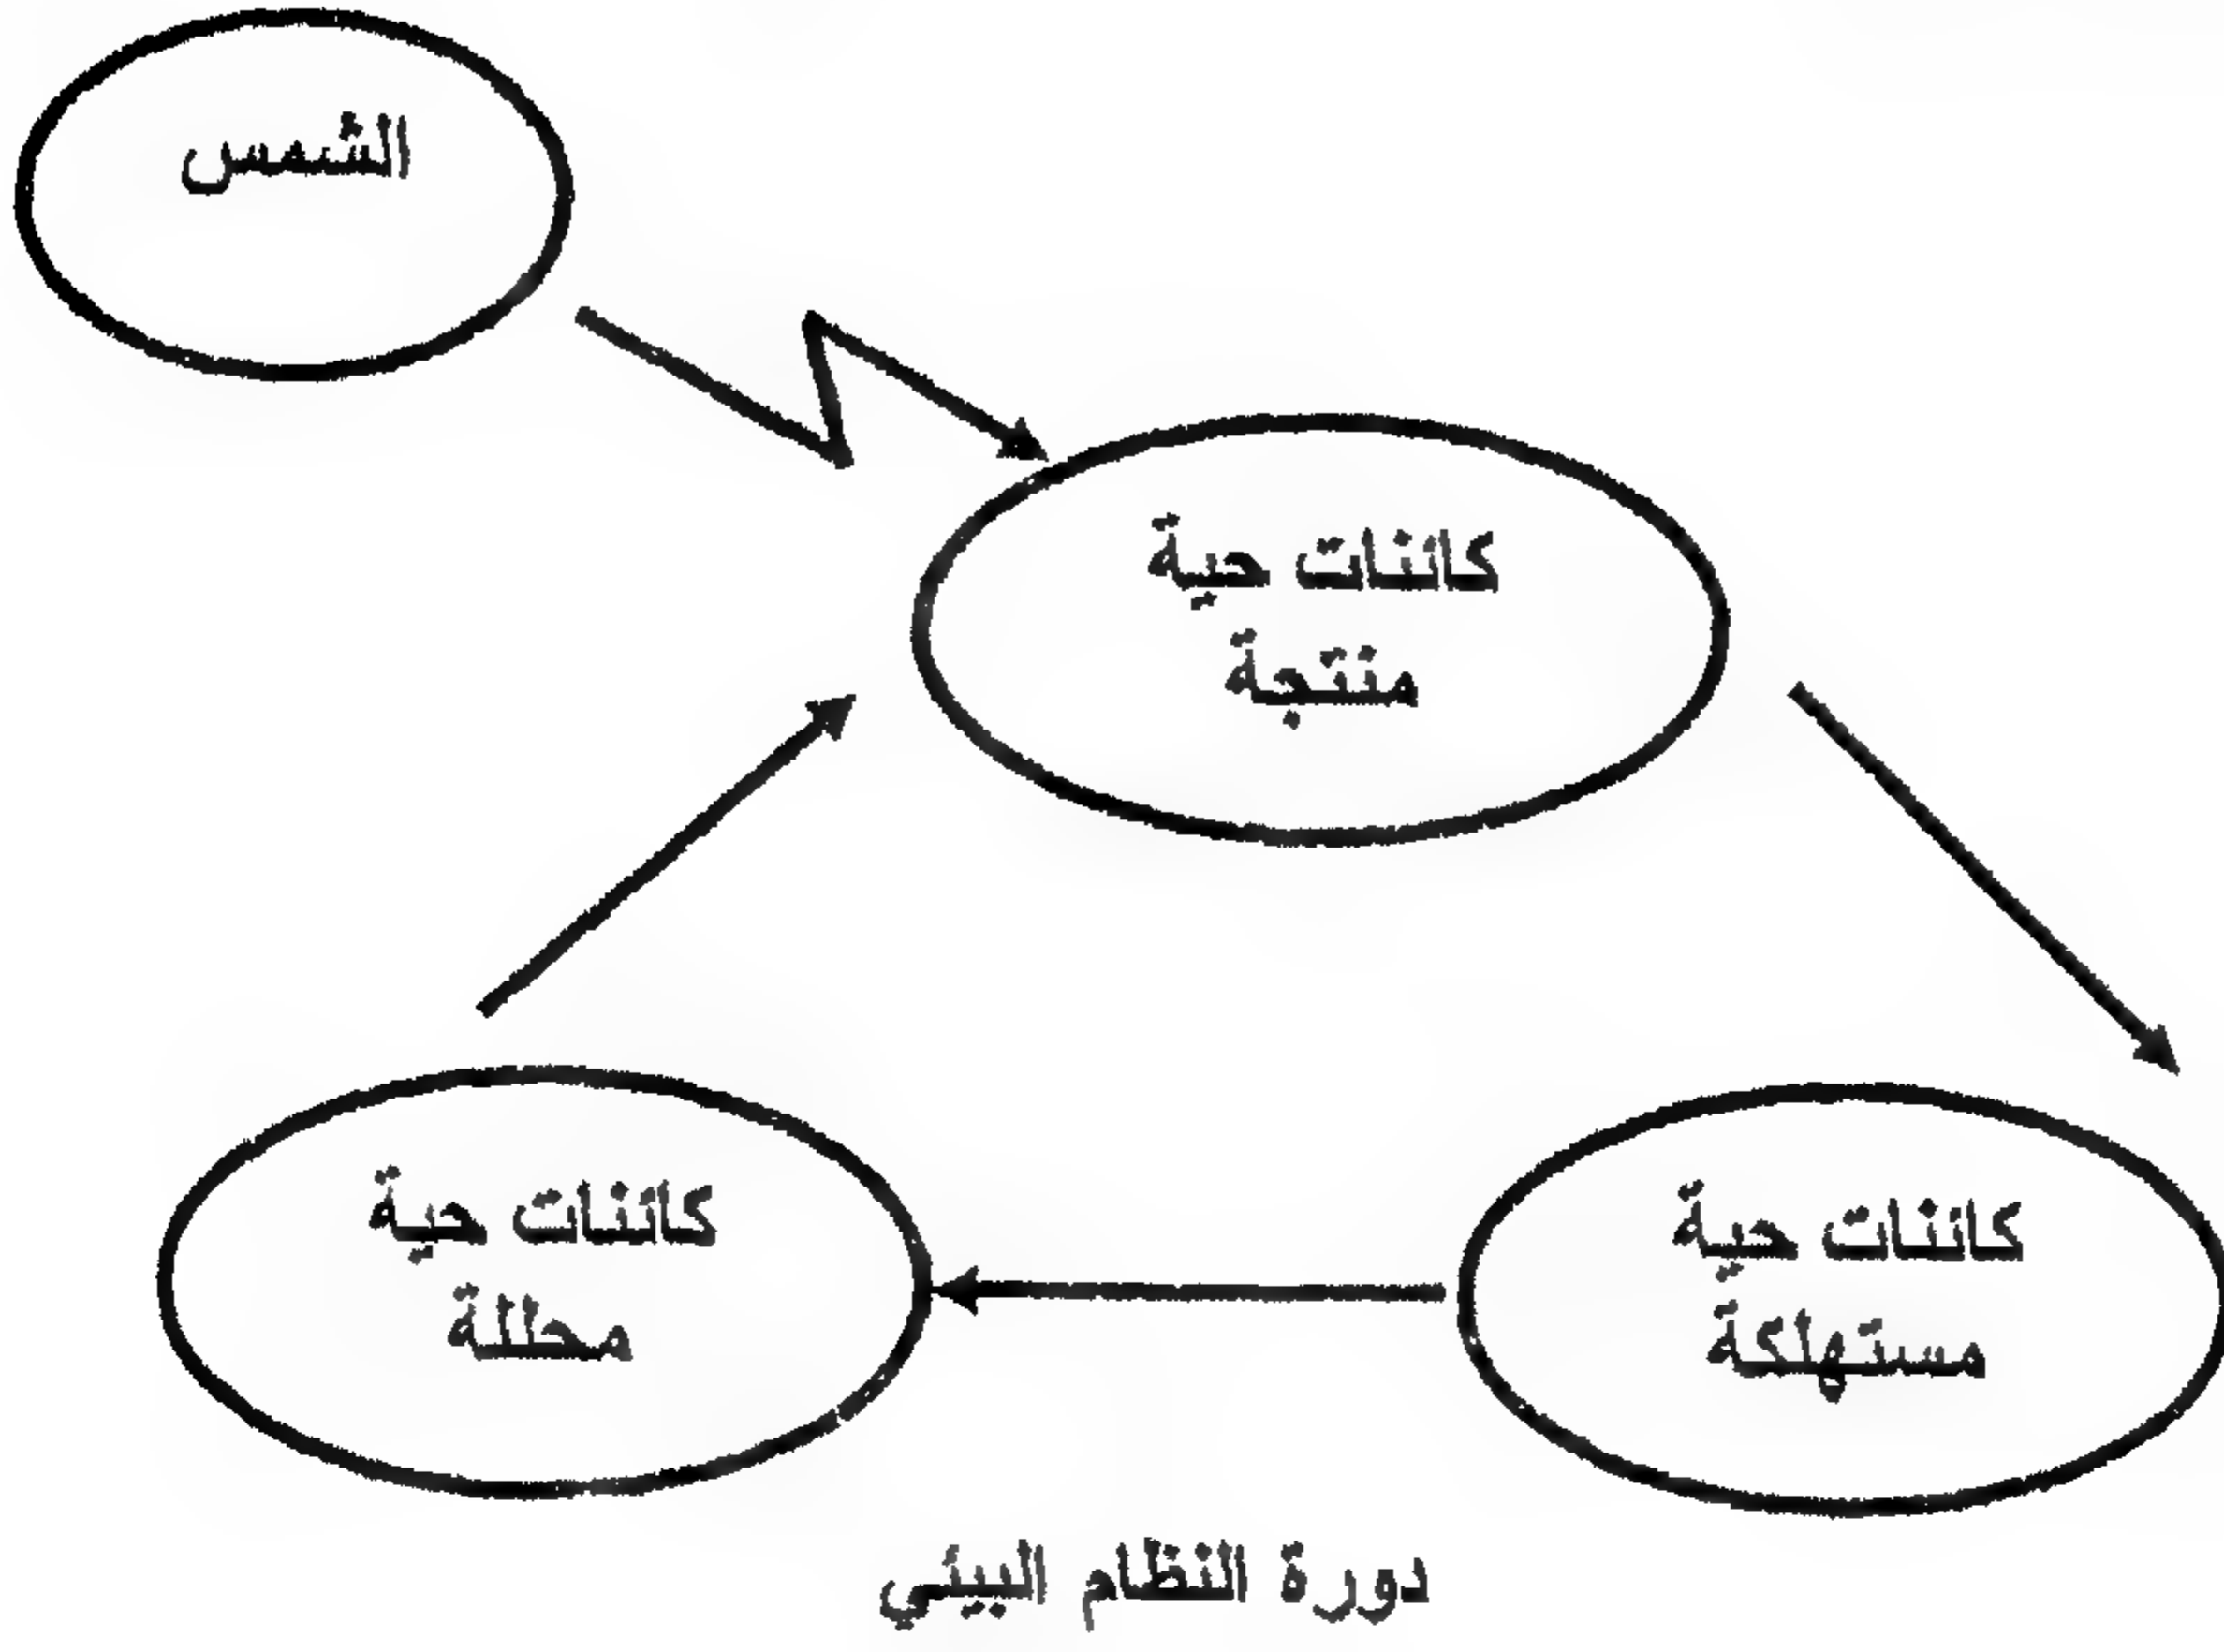 الشمس
كائنات حية
منتجة
كائنات حية
محللة
كائنات حية
مستهلكة
دورة النظام البيئي